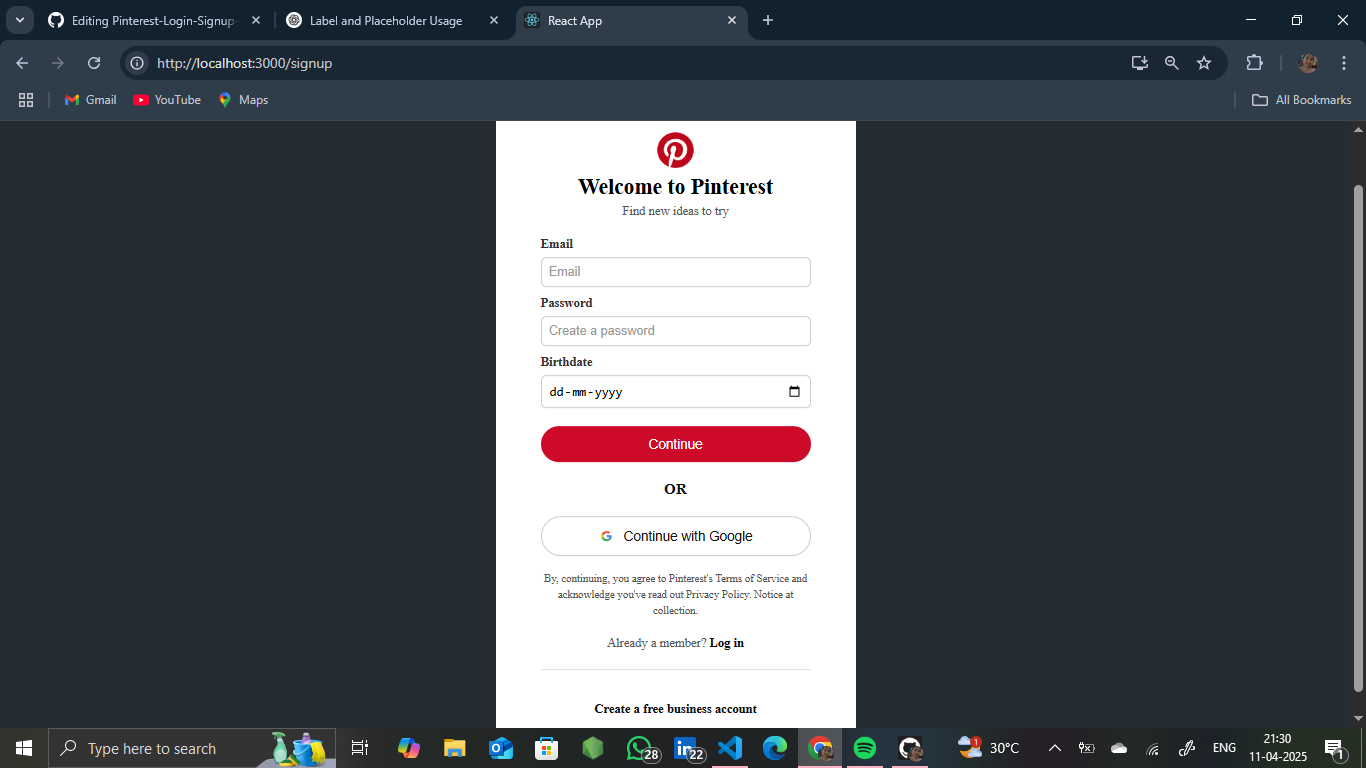 Editing Pinterest-Login-Signup-
Label and Placeholder Usage
React App
http://localhost:3000/signup
Gmail
YouTube
Maps
All Bookmarks
Welcome to Pinterest
Find new ideas to try
Email
Email
Password
Create a password
Birthdate
dd-mm-yyyy
Continue
OR
Continue with Google
By, continuing, you agree to Pinterest's Terms of Service and
acknowledge you've read out Privacy Policy. Notice at
collection.
Already a member? Log in
Create a free business account
Type here to search
28
22
1
30°C
ENG
21:30
11-04-2025
1